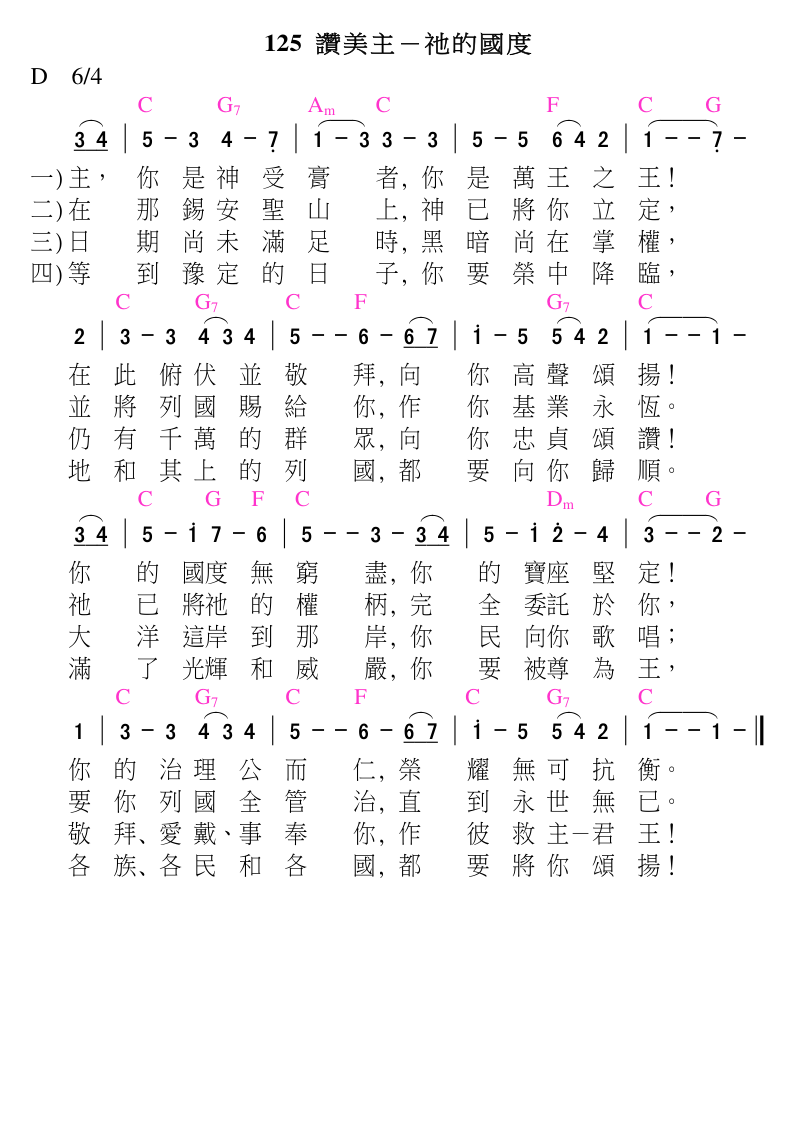 125 讚美主－祂的國度
D 6/4
C G7 Am C F C G
3 4 | 5 - 3 4 - 7̣ | 1 - 3 3 - 3 | 5 - 5 6 4 2 | 1 - - 7̣ -
一)主， 你是神受膏者, 你是萬王之王!
二)在那錫安聖山上, 神已將你立定，
三)日期尚未滿足時, 黑暗尚在掌權，
四)等到豫定的日子, 你要榮中降臨，
C G7 C F G7 C
2 | 3 - 3 4 3 4 | 5 - - 6 - 6 7 | i - 5 5 4 2 | 1 - - 1 -
在此俯伏並敬拜, 向你高聲頌揚!
並將列國賜給你, 作你基業永恆。
仍有千萬的群眾, 向你忠貞頌讚!
地和其上的列國, 都要向你歸順。
C G F C Dm C G
3 4 | 5 - i 7 - 6 | 5 - - 3 - 3 4 | 5 - i 2̇ - 4 | 3 - - 2 -
你的國度無窮盡, 你的寶座堅定!
祂已將祂的權柄, 完全委託於你，
大洋這岸到那岸, 你民向你歌唱；
滿了光輝和威嚴, 你要被尊為王，
C G7 C F C G7 C
1 | 3 - 3 4 3 4 | 5 - - 6 - 6 7 | i - 5 5 4 2 | 1 - - 1 - ‖
你的治理公而仁, 榮耀無可抗衡。
要你列國全管治, 直到永世無已。
敬拜、愛戴、事奉你, 作彼救主－君王!
各族、各民和各國, 都要將你頌揚!